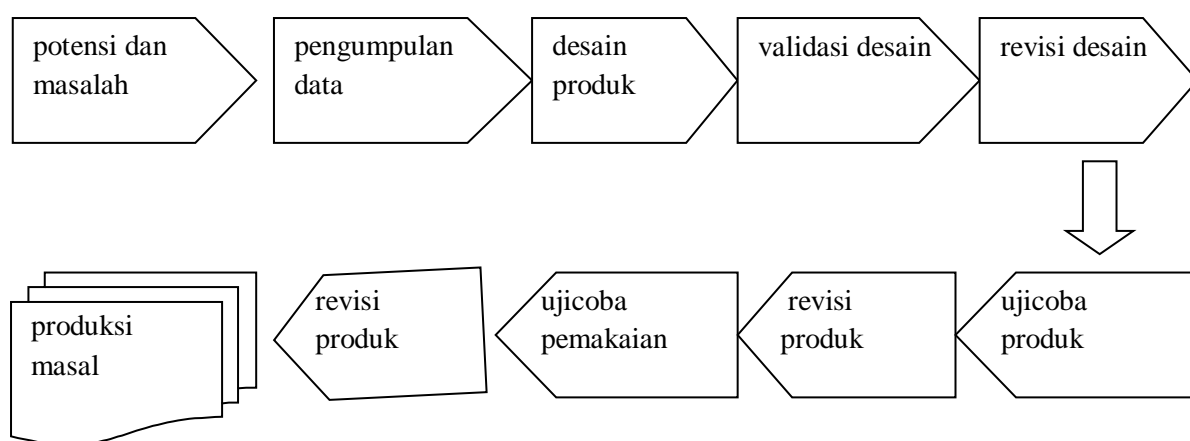 potensi dan
masalah
pengumpulan
data
desain
produk
validasi desain
revisi desain
ujicoba
produk
revisi
produk
ujicoba
pemakaian
revisi
produk
produksi
masal